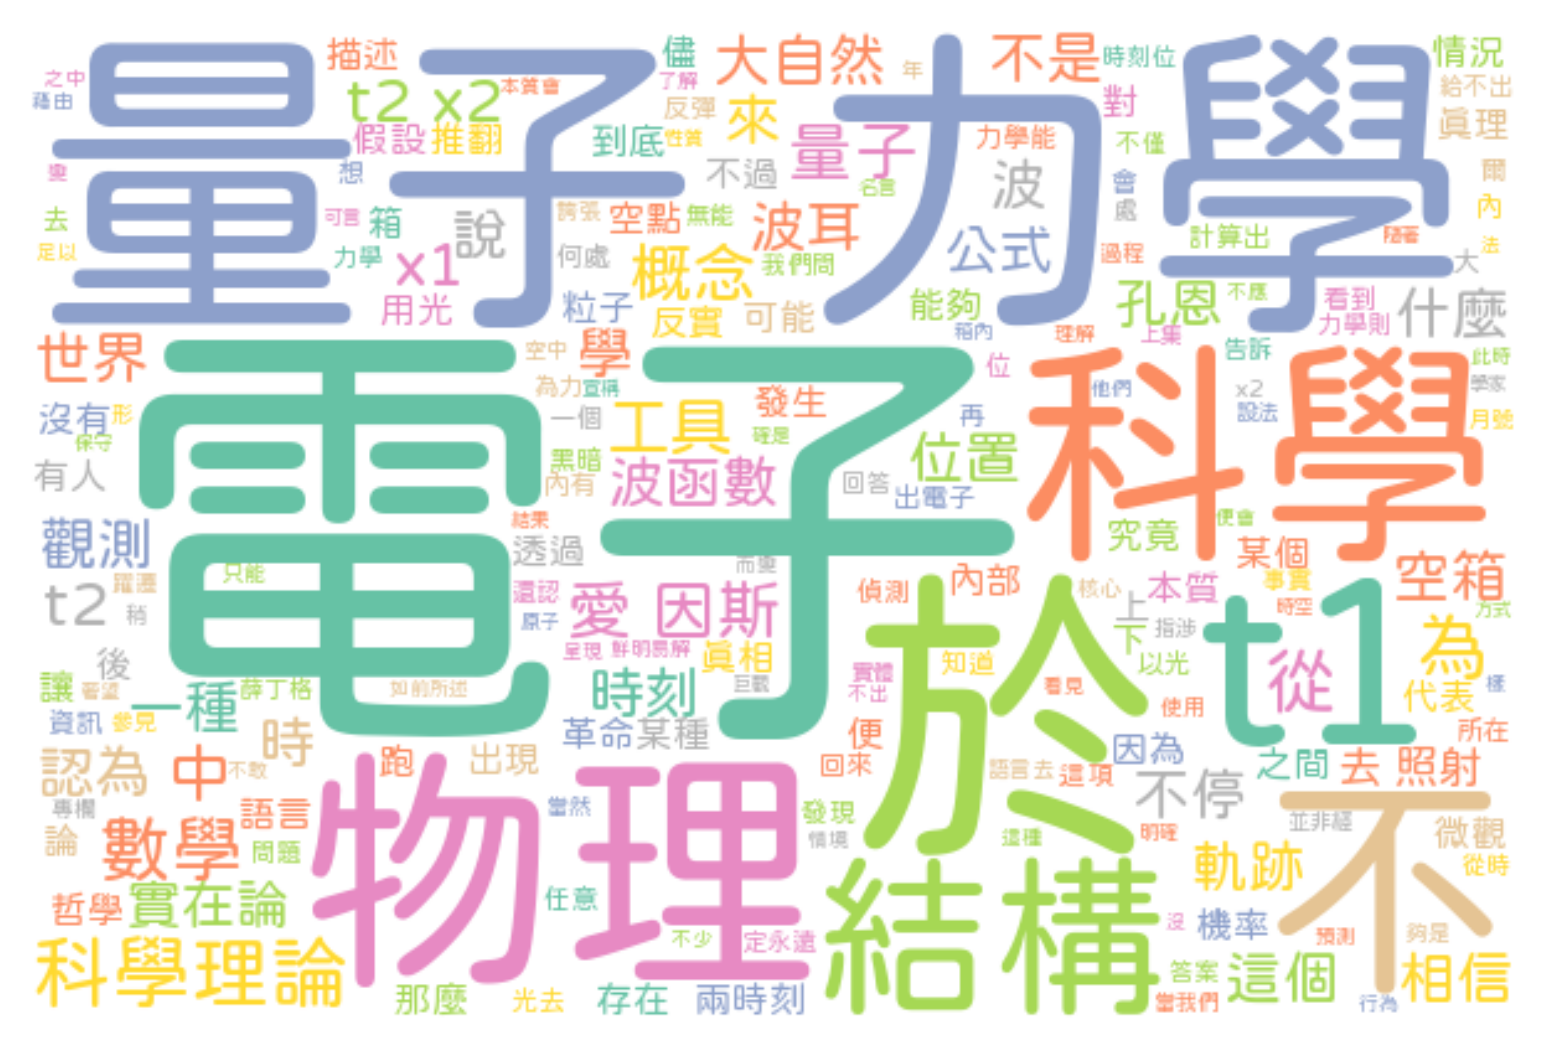 量子力學
電子
科學
物理
於
結構
t1
不
描述
儘
大自然
年
不是
時刻位
情況
之中
藉由
t2 x2
本質會
了解
反彈
來
對
給不出
真理
假設
推翻
到底
性質
量子
力學能
不僅
想
不過
名言
波
會
處
爾
內
去
足以
可言
箱
力學
說
誇張
空點
無能
波耳
公式
計算出
隨著
法
大
x1
何處
概念
我們問
過程
用光
粒子
反實
可能
能夠
孔恩
不應
看到
力學則
什麼
箱內
理解
上集
世界
空中
學
位
告訴
此時
為力
宣稱
發生
他們
x2
學家
沒有
形
保守
一個
工具
確是
再
設法
月號
有人
黑暗
內有
波函數
回答
位置
出電子
觀測
結果
透過
而變
究竟
便會
某個
空箱
只能
躍遷
t2
稍
還認
原子
愛 因斯
偵測
內部
核心
本質
事實
時空
方式
上
下
指涉
以光
為
後
呈現
鮮明易解
真相
知道
從
讓
著墨
一種
薛丁格
如前所述
時刻
巨觀
實體
不出
看見
使用
代表
樣
資訊
參見
時
革命
某種
便
因為
所在
認為
中
不敢
跑
出現
回來
語言去
這項
不停
之間
去 照射
專欄
論
數學
語言
問題
當然
發現
情境
這種
明確
並非經
微觀
從時
軌跡
哲學
實在論
任意
沒
機率
預測
夠是
科學理論
不少
定永遠
那麼
光去
存在
兩時刻
答案
當我們
這個
行為
相信